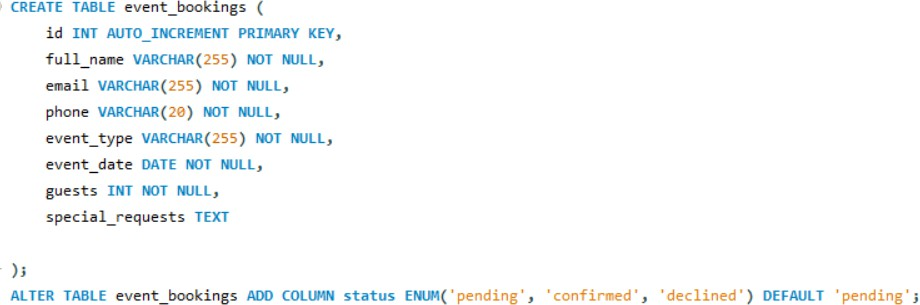 CREATE TABLE event_bookings (
id INT AUTO_INCREMENT PRIMARY KEY,
full_name VARCHAR(255) NOT NULL,
email VARCHAR(255) NOT NULL,
phone VARCHAR(20) NOT NULL,
event_type VARCHAR(255) NOT NULL,
event_date DATE NOT NULL,
guests INT NOT NULL,
special_requests TEXT
);
ALTER TABLE event_bookings ADD COLUMN status ENUM('pending', 'confirmed', 'declined') DEFAULT 'pending';